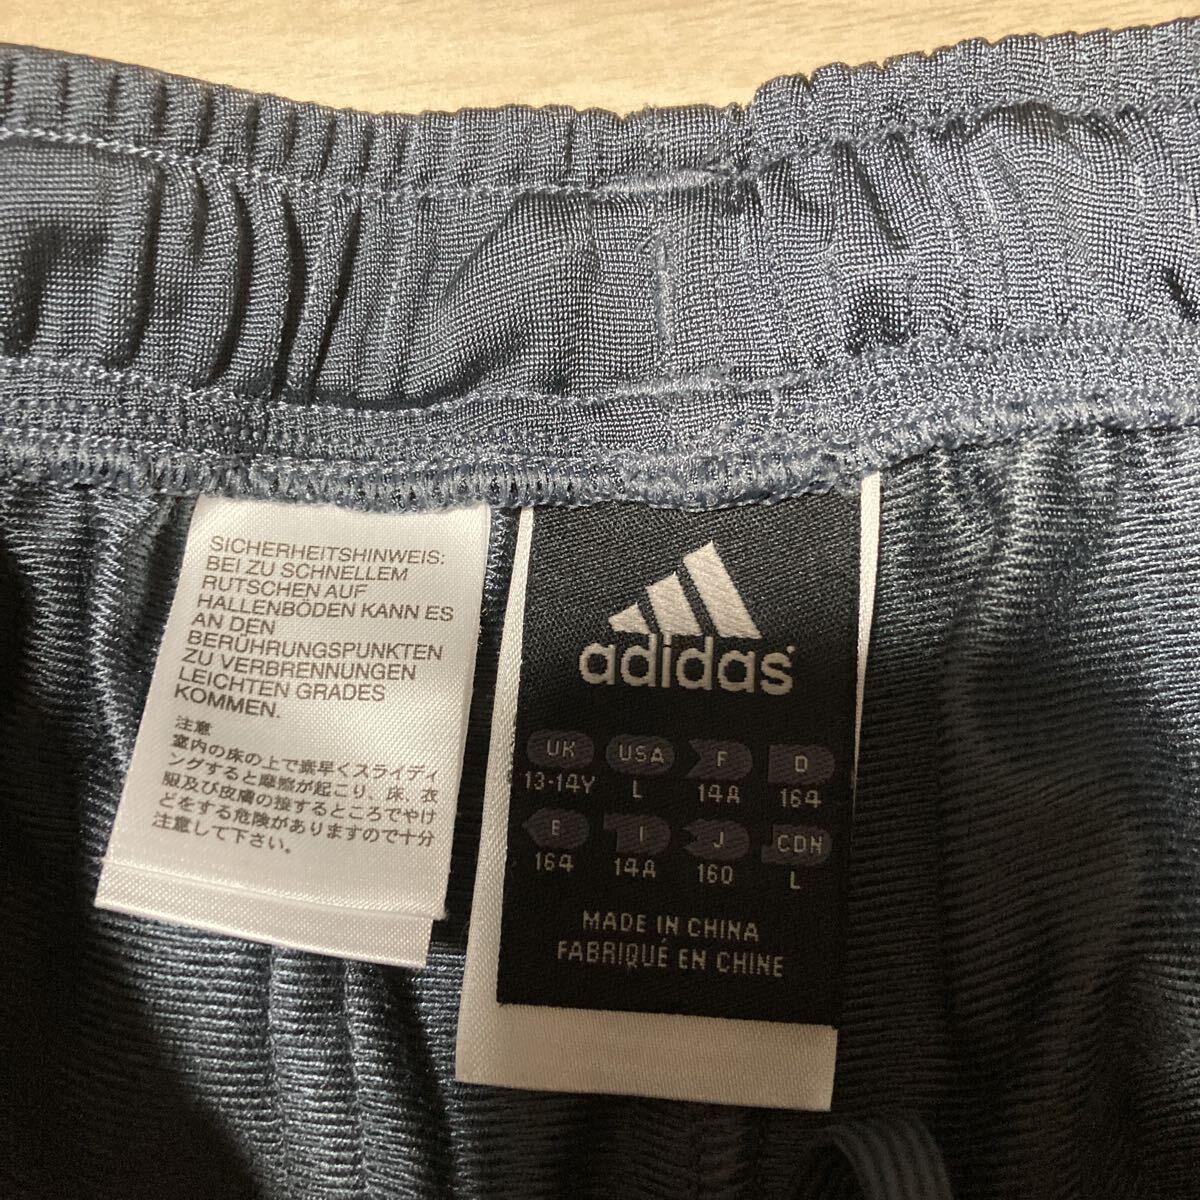 SICHERHEITSHINWEIS:
BEI ZU SCHNELLEM
RUTSCHEN AUF
HALLENBÖDEN KANN ES
AN DEN
BERÜHRUNGSPUNKTEN
ZU VERBRENNUNGEN
LEICHTEN GRADES
KOMMEN.
注意
室内の床の上で素早くスライディ
ングすると摩擦が起こり、床、衣
服及び皮膚の接するところでやけ
どをする危険がありますので十分
注意して下さい。
adidas
UK USA F D
13-14Y L 14A 164
E I J CDN
164 14A 160 L
MADE IN CHINA
FABRIQUÉ EN CHINE